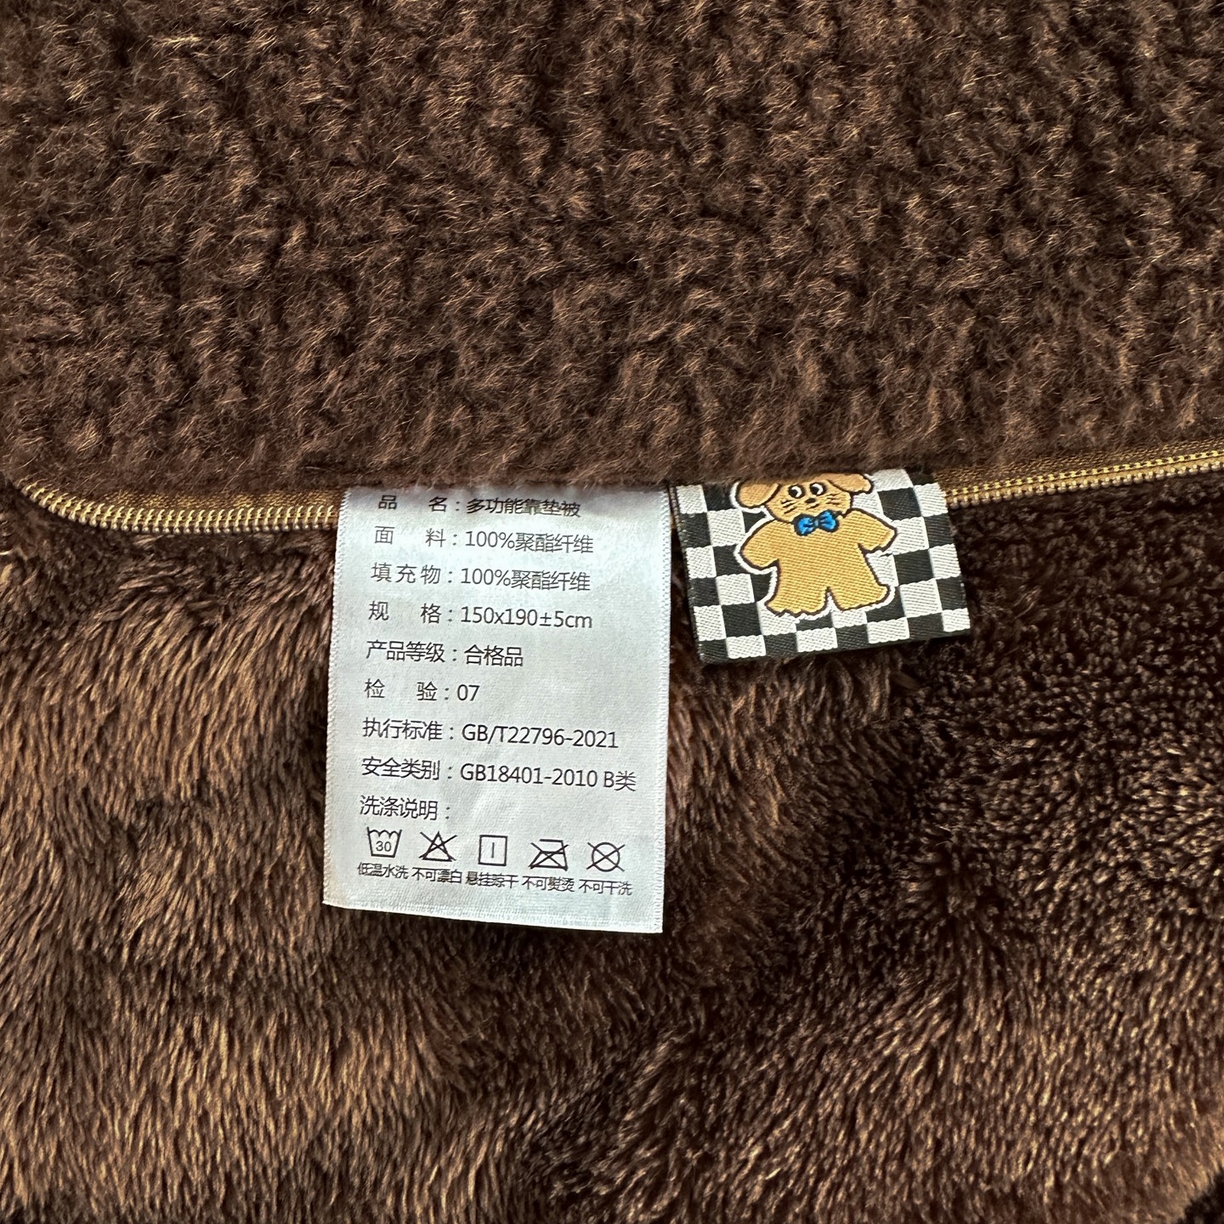 品 名：多功能靠垫被
面 料：100%聚酯纤维
填充物：100%聚酯纤维
规 格：150x190±5cm
产品等级：合格品
检 验：07
执行标准：GB/T22796-2021
安全类别：GB18401-2010 B类
洗涤说明：
30
低温水洗 不可漂白 悬挂晾干 不可熨烫 不可干洗